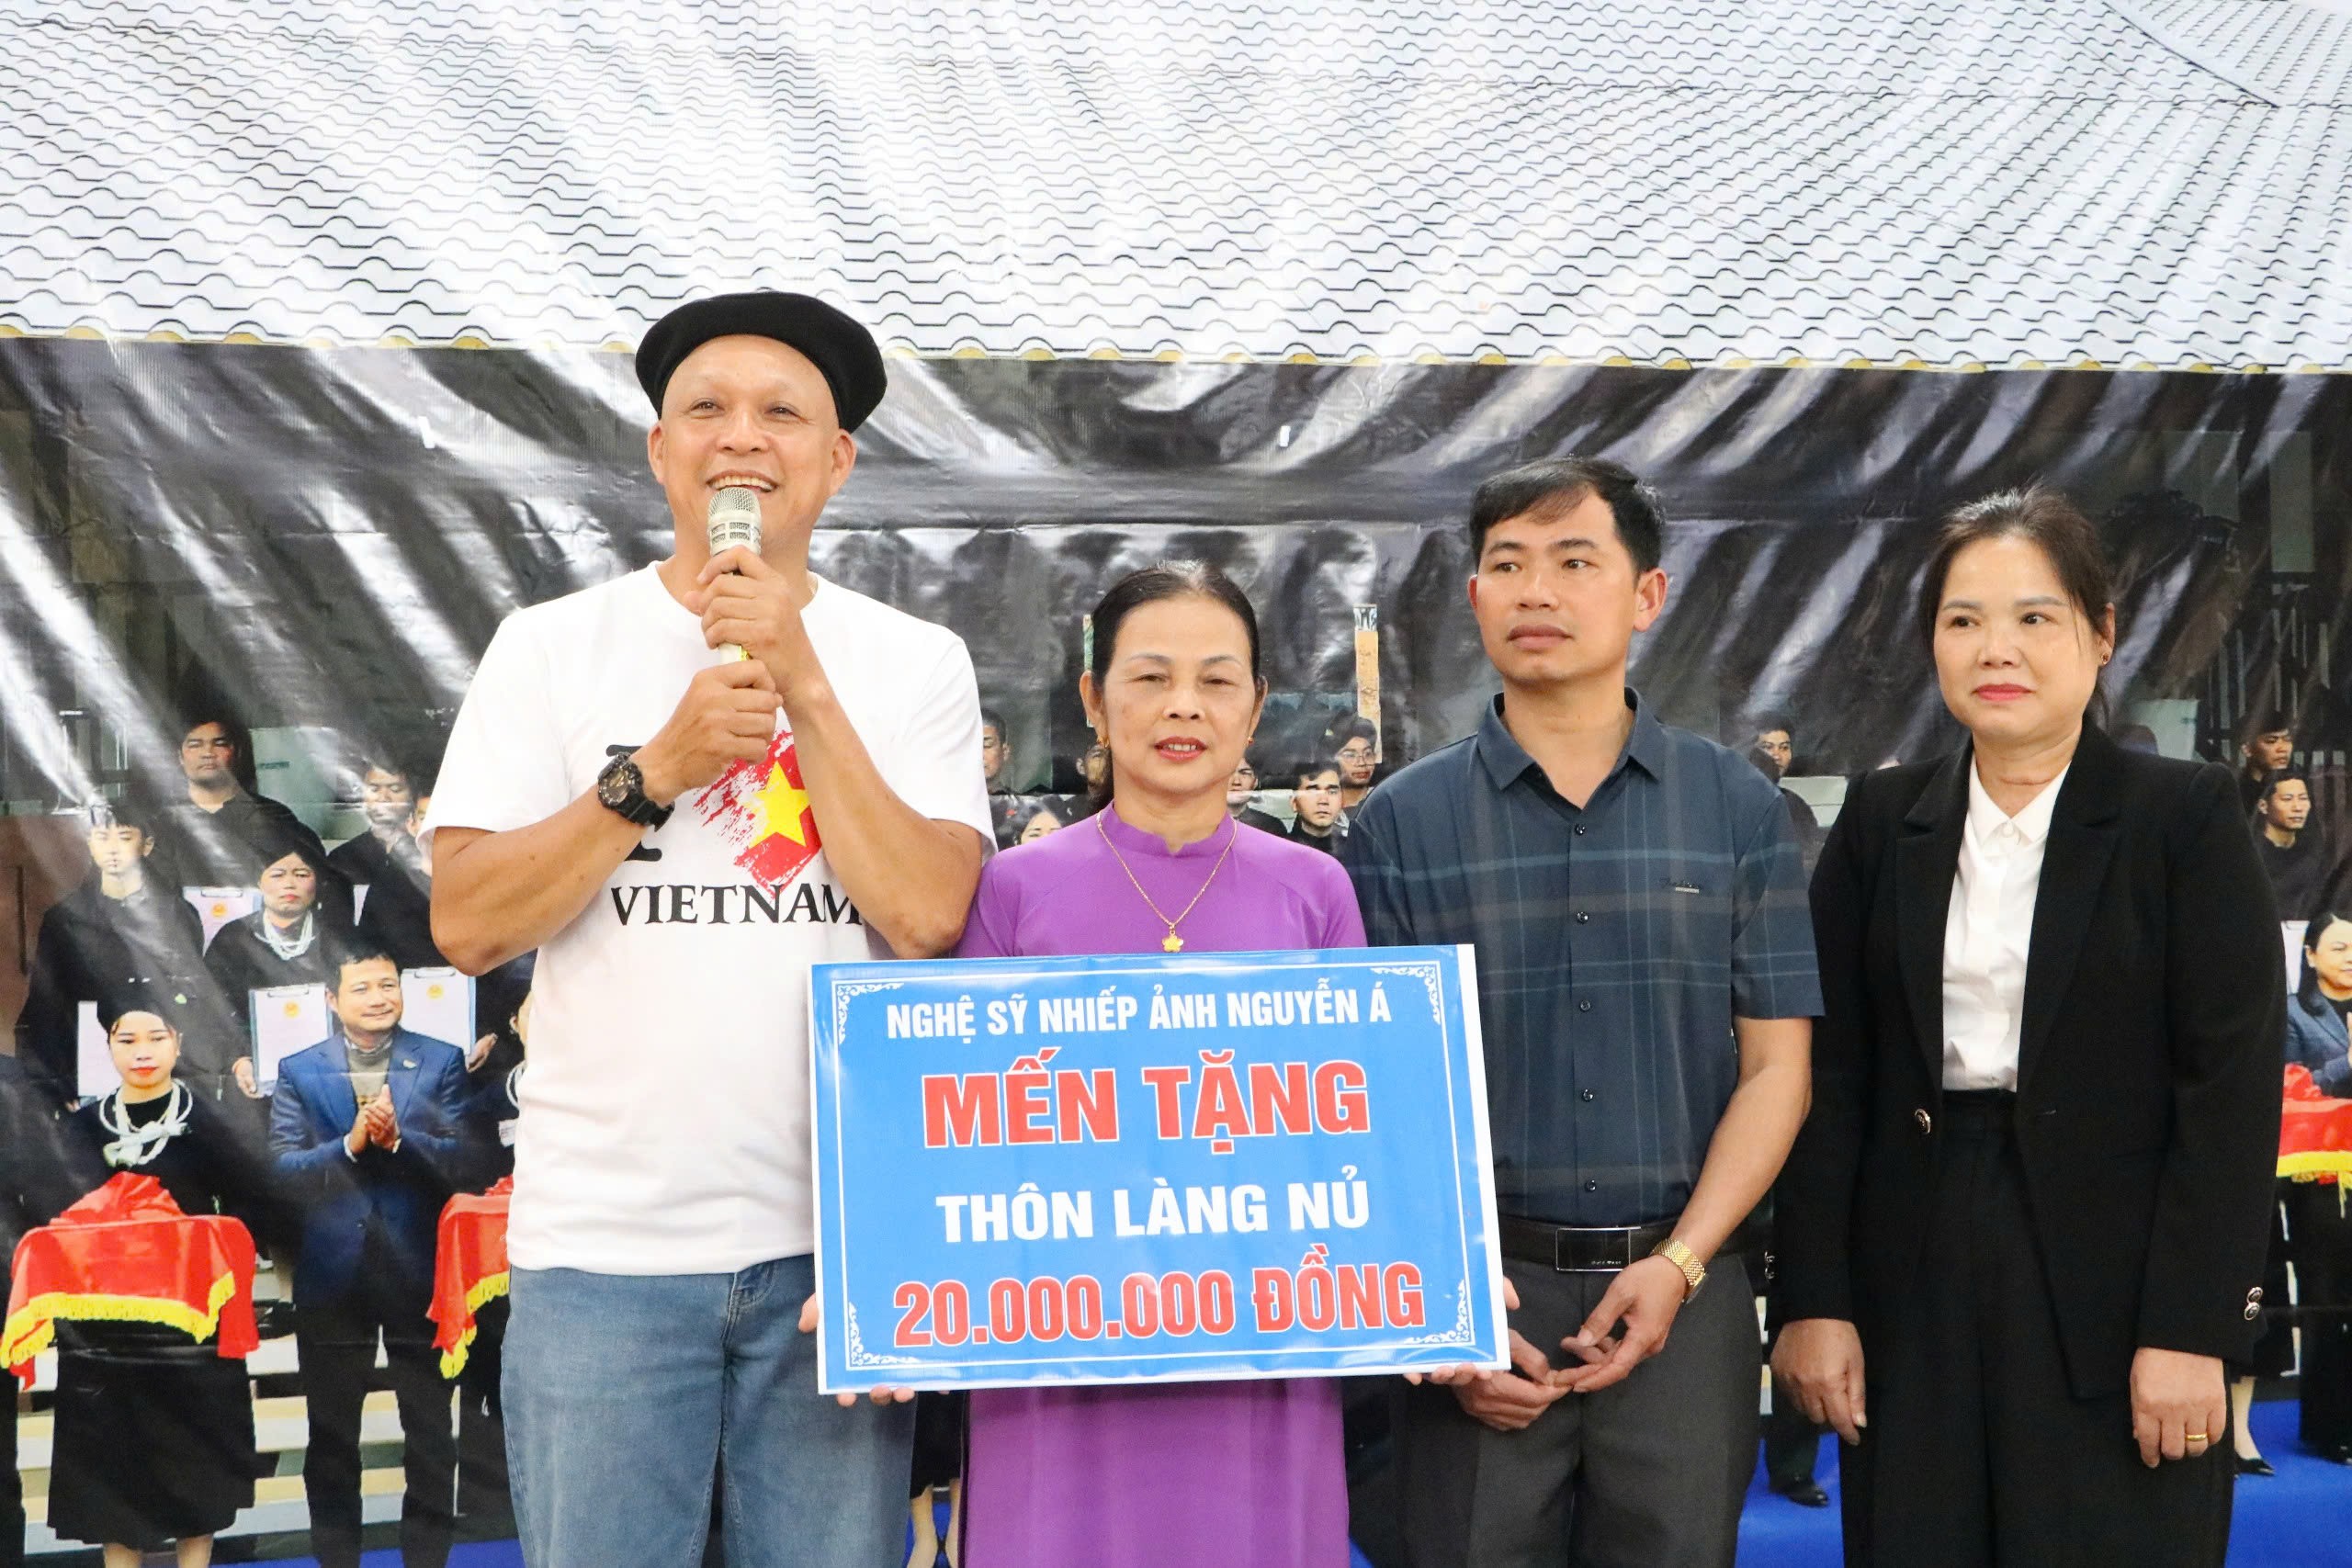 I
VIETNAM
NGHỆ SỸ NHIẾP ẢNH NGUYỄN Á
MẾN TẶNG
THÔN LÀNG NỦ
20.000.000 ĐỒNG